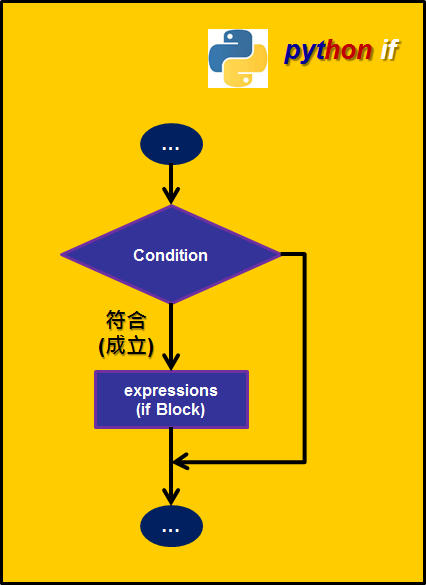 python if
...
Condition
符合
(成立)
expressions
(if Block)
...